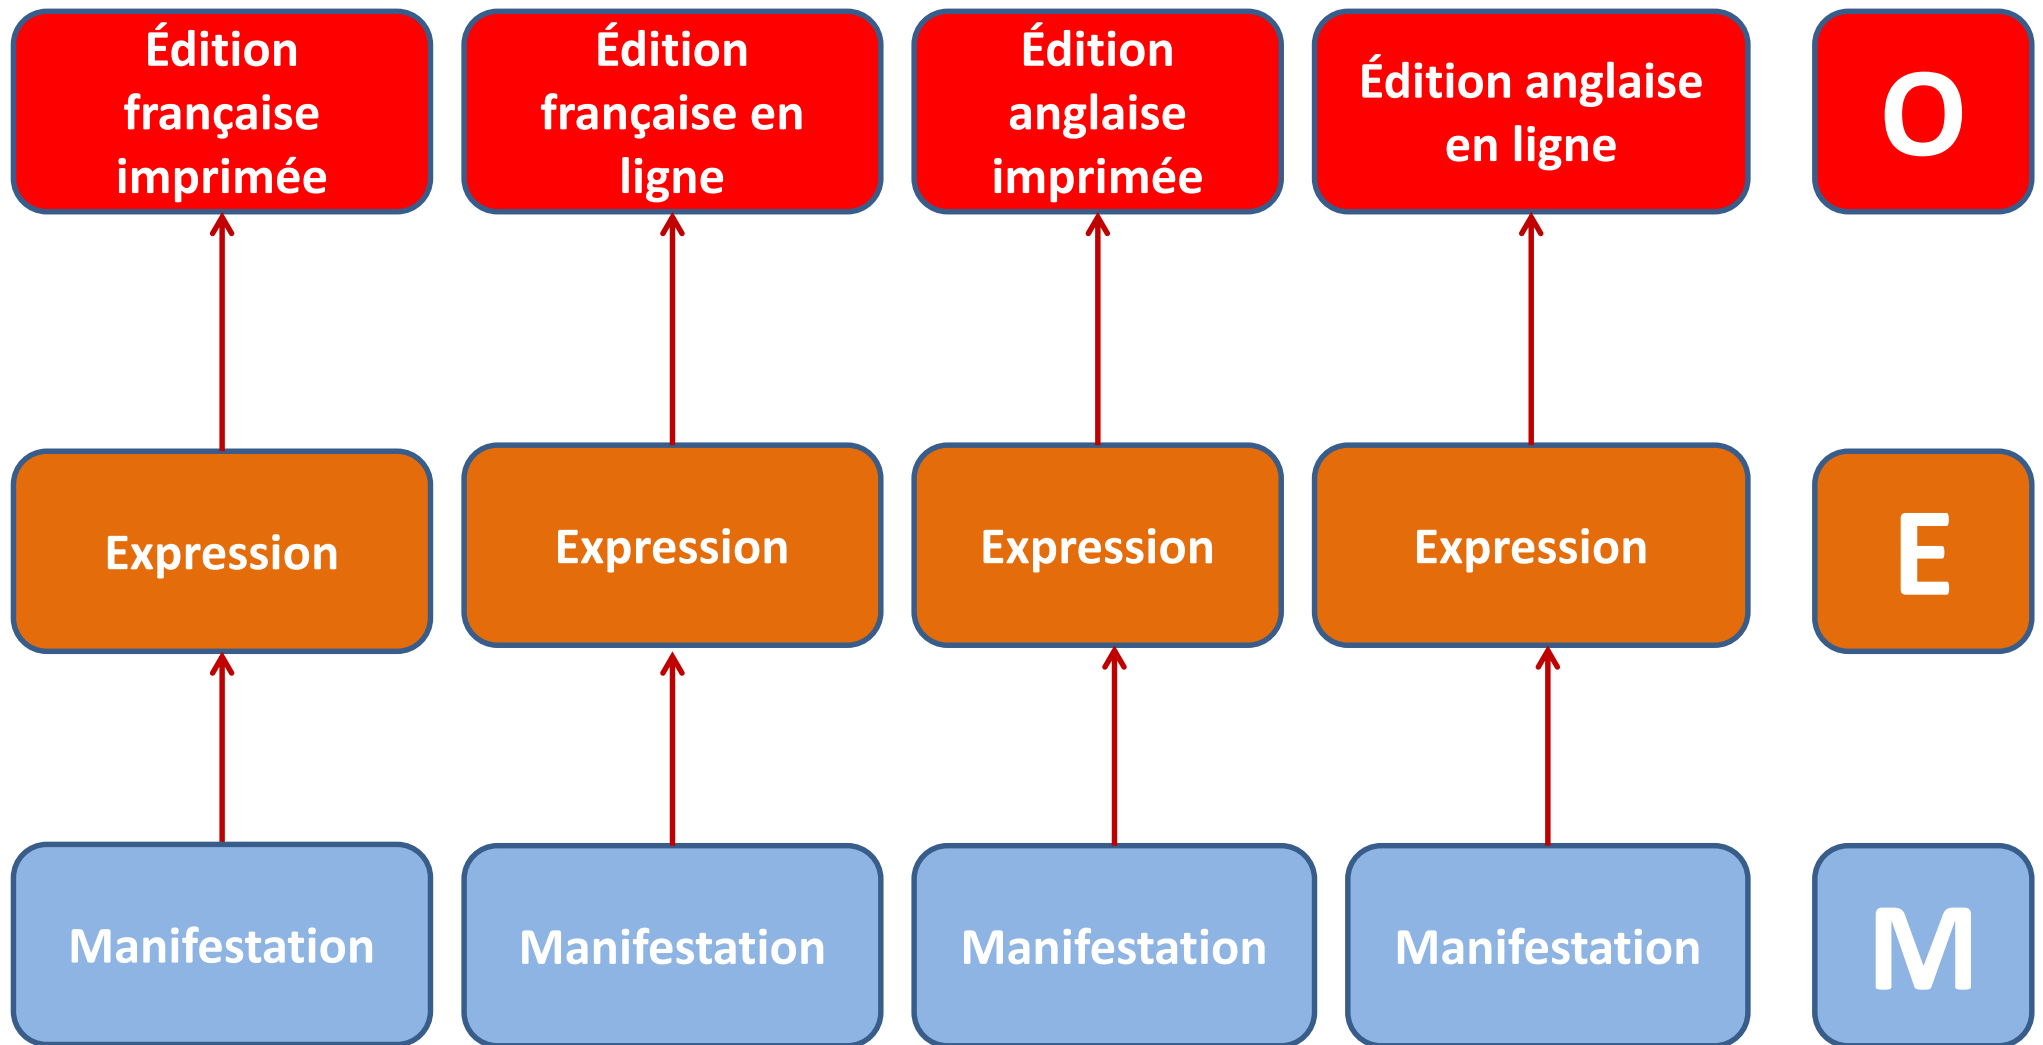 Édition
française
imprimée
Édition
française en
ligne
Édition
anglaise
imprimée
Édition anglaise
en ligne
O
Expression
Expression
Expression
Expression
E
Manifestation
Manifestation
Manifestation
Manifestation
M